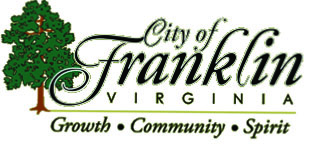 City of
Franklin
VIRGINIA
Growth • Community • Spirit